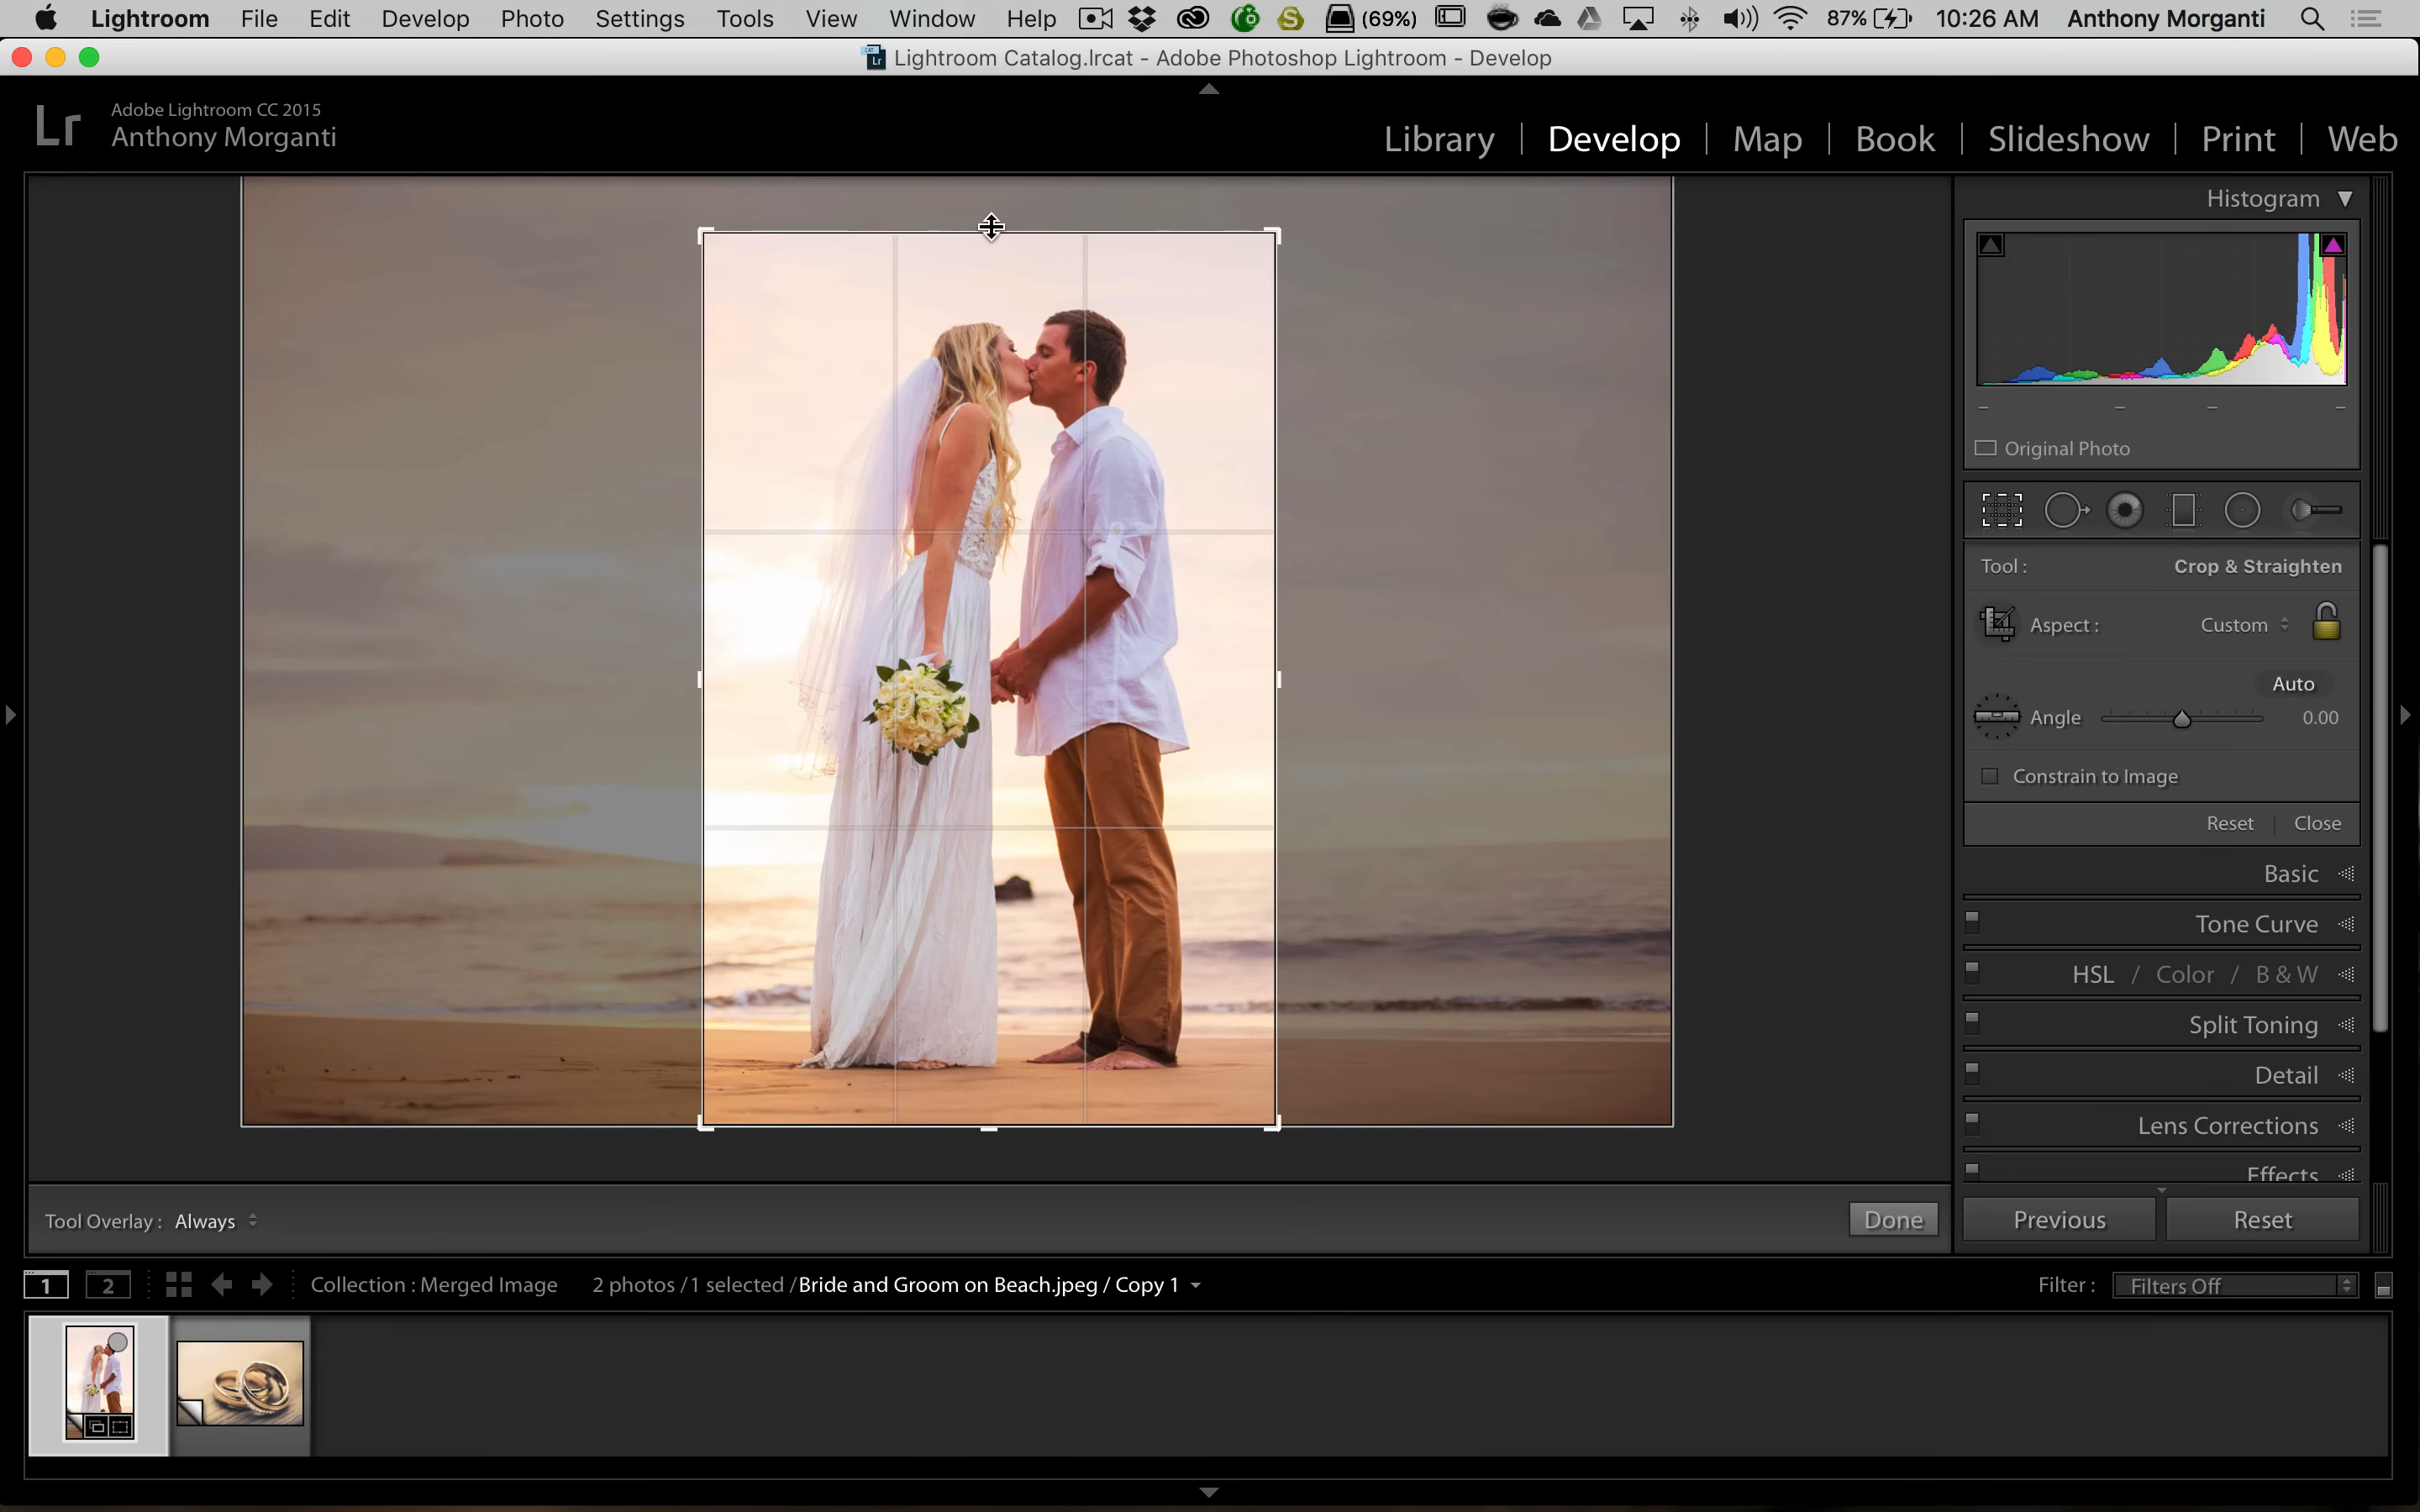 Lightroom File Edit Develop Photo Settings Tools View Window Help (69%) 87% 10:26 AM Anthony Morganti
Lightroom Catalog.lrcat - Adobe Photoshop Lightroom - Develop
Lr
Adobe Lightroom CC 2015
Anthony Morganti
Library | Develop | Map | Book | Slideshow | Print | Web
Histogram
Original Photo
Tool : Crop & Straighten
Aspect : Custom
Auto
Angle 0.00
Constrain to Image
Reset Close
Basic
Tone Curve
HSL / Color / B & W
Split Toning
Detail
Lens Corrections
Effects
Tool Overlay : Always Done Previous Reset
1 2 Collection : Merged Image 2 photos / 1 selected / Bride and Groom on Beach.jpeg / Copy 1 Filter : Filters Off